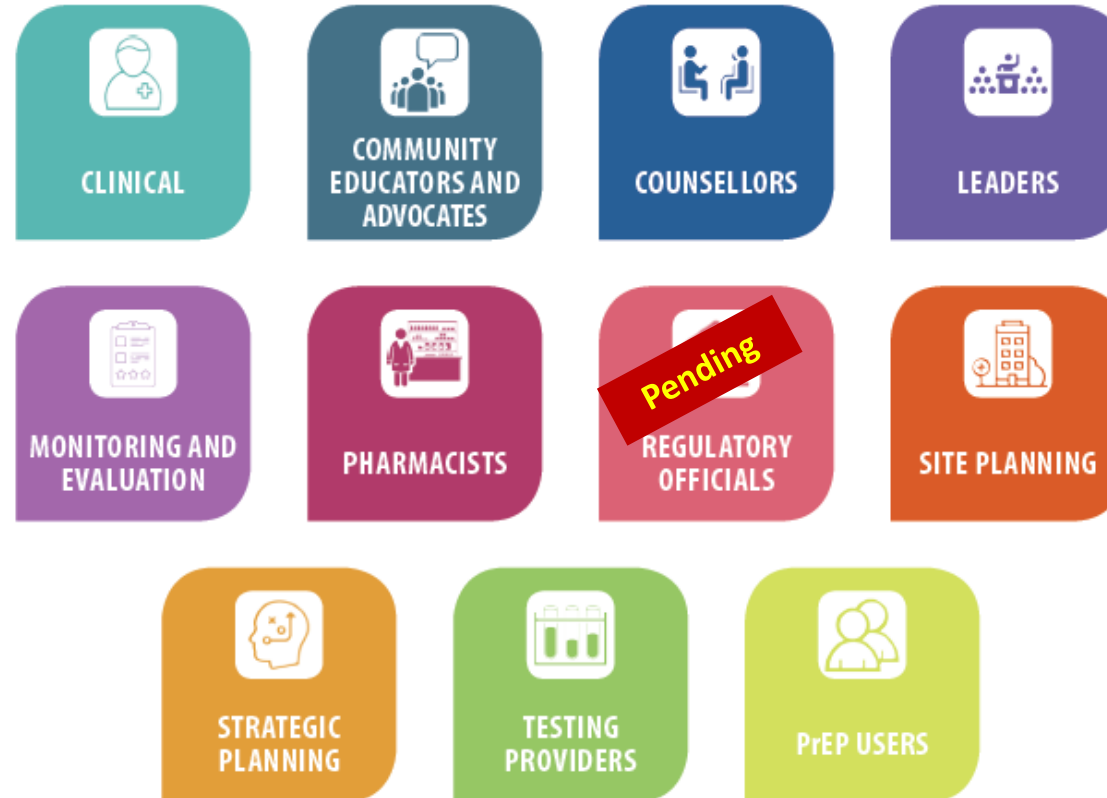 CLINICAL
COMMUNITY
EDUCATORS AND
ADVOCATES
COUNSELLORS
LEADERS
MONITORING AND
EVALUATION
PHARMACISTS
Pending
REGULATORY
OFFICIALS
SITE PLANNING
STRATEGIC
PLANNING
TESTING
PROVIDERS
PrEP USERS